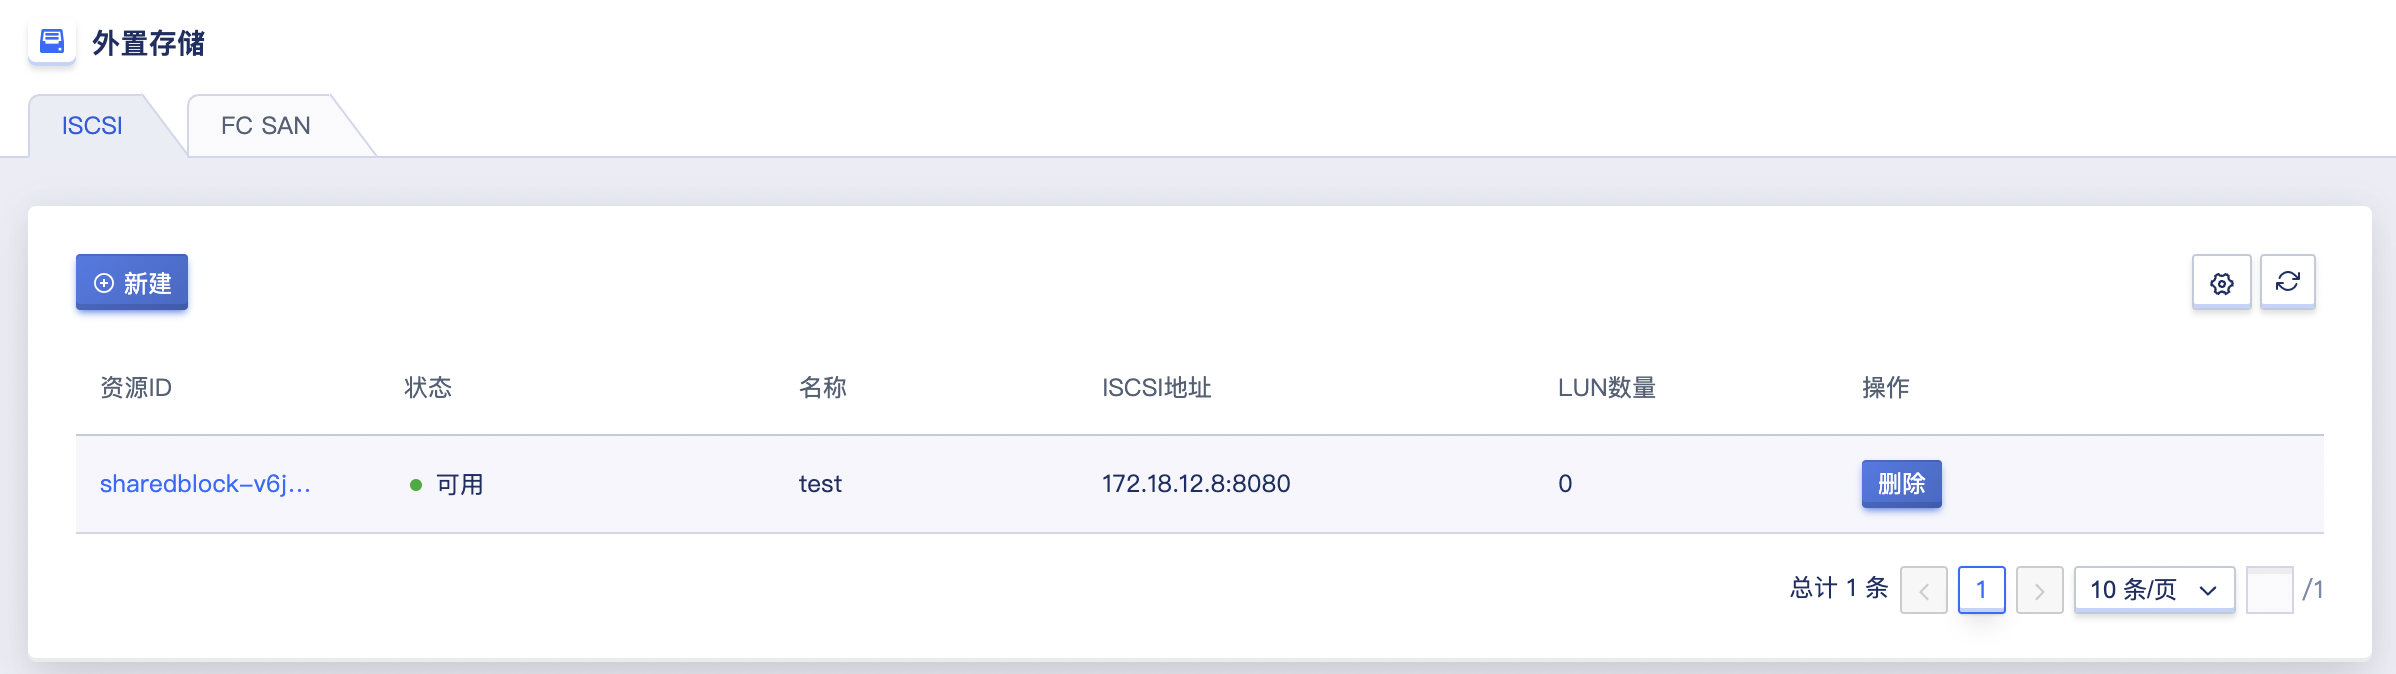 外置存储
ISCSI FC SAN
新建
资源ID 状态 名称 ISCSI地址 LUN数量 操作
sharedblock-v6j... 可用 test 172.18.12.8:8080 0 删除
总计 1 条 1 10 条/页 /1